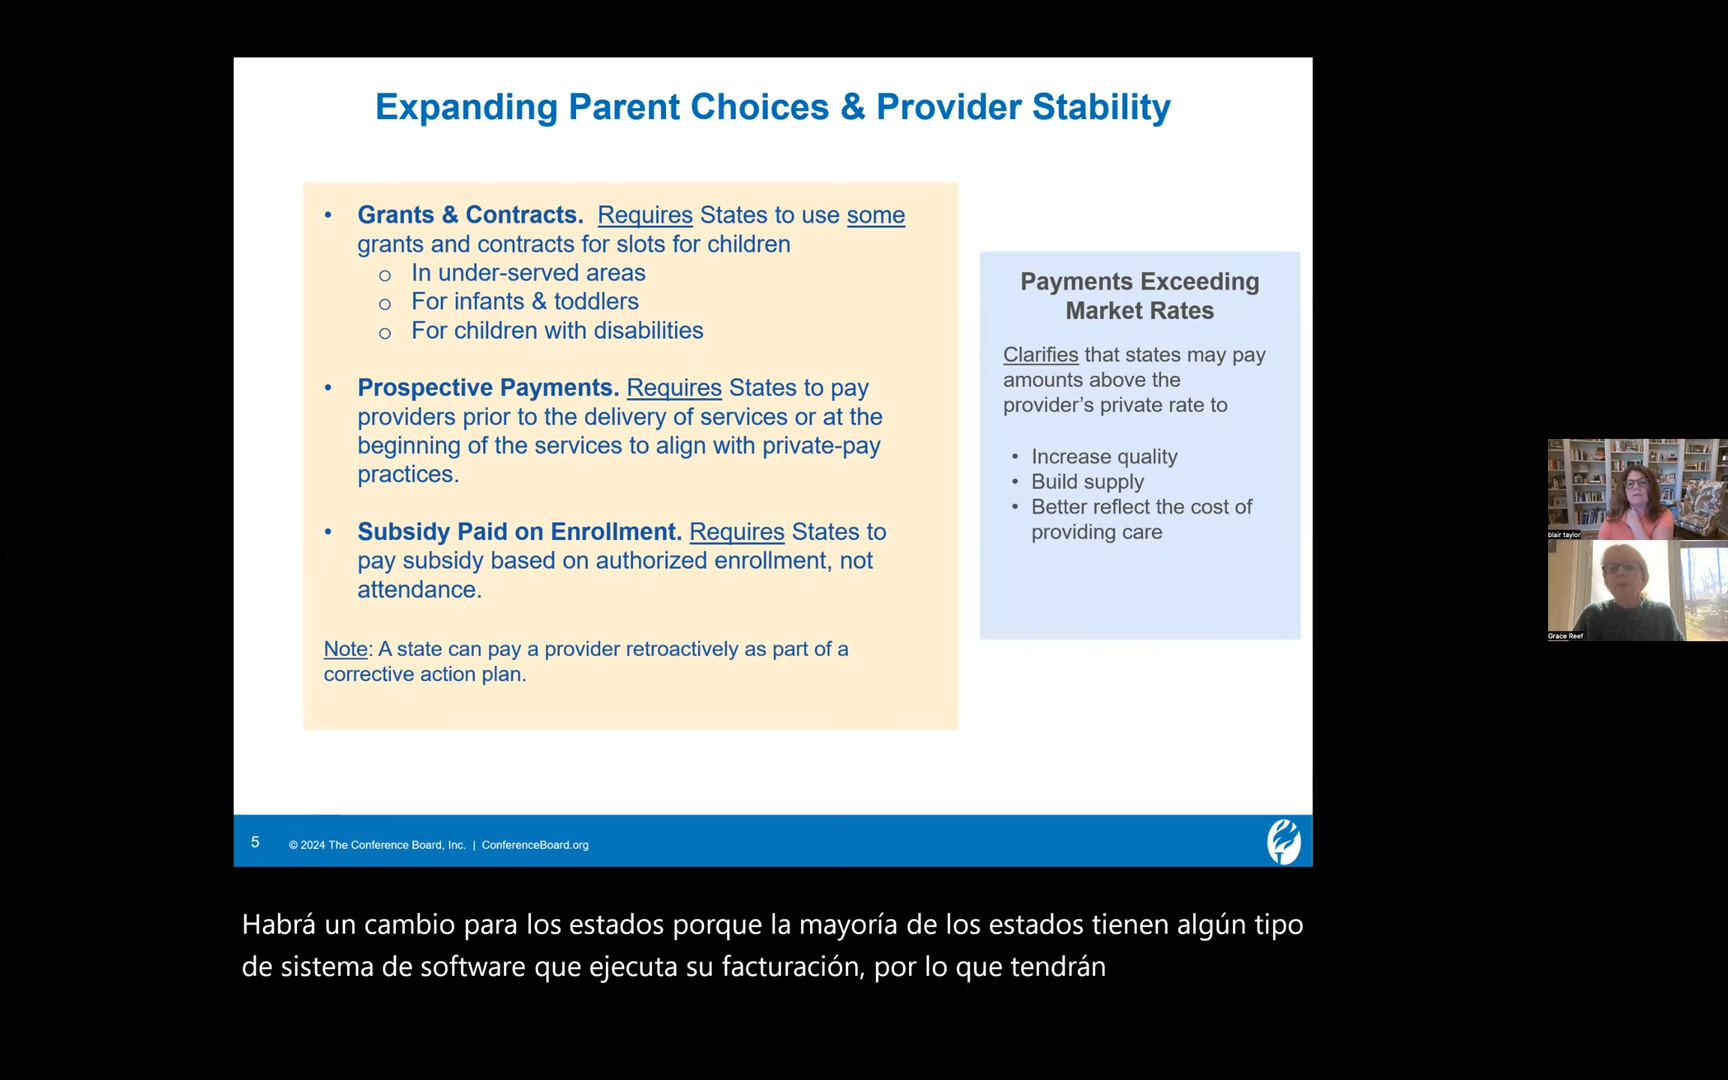 Expanding Parent Choices & Provider Stability
• Grants & Contracts. Requires States to use some
grants and contracts for slots for children
o In under-served areas
o For infants & toddlers
o For children with disabilities
• Prospective Payments. Requires States to pay
providers prior to the delivery of services or at the
beginning of the services to align with private-pay
practices.
• Subsidy Paid on Enrollment. Requires States to
pay subsidy based on authorized enrollment, not
attendance.
Note: A state can pay a provider retroactively as part of a
corrective action plan.
Payments Exceeding
Market Rates
Clarifies that states may pay
amounts above the
provider’s private rate to
• Increase quality
• Build supply
• Better reflect the cost of
providing care
blair taylor
Grace Reef
5 © 2024 The Conference Board, Inc. | ConferenceBoard.org
Habrá un cambio para los estados porque la mayoría de los estados tienen algún tipo
de sistema de software que ejecuta su facturación, por lo que tendrán